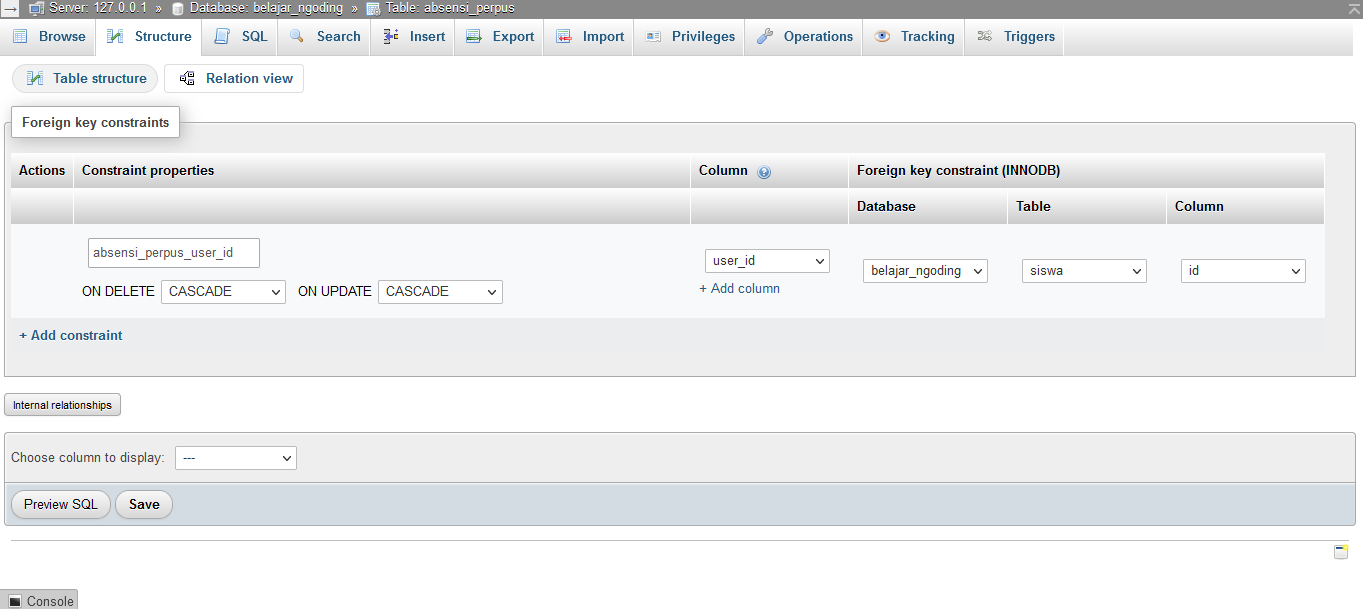 Server: 127.0.0.1 » Database: belajar_ngoding » Table: absensi_perpus
Browse Structure SQL Search Insert Export Import Privileges Operations Tracking Triggers
Table structure Relation view
Foreign key constraints
Actions Constraint properties Column Foreign key constraint (INNODB)
Database Table Column
absensi_perpus_user_id
ON DELETE CASCADE ON UPDATE CASCADE
user_id
+ Add column
belajar_ngoding siswa id
+ Add constraint
Internal relationships
Choose column to display: ---
Preview SQL Save
Console